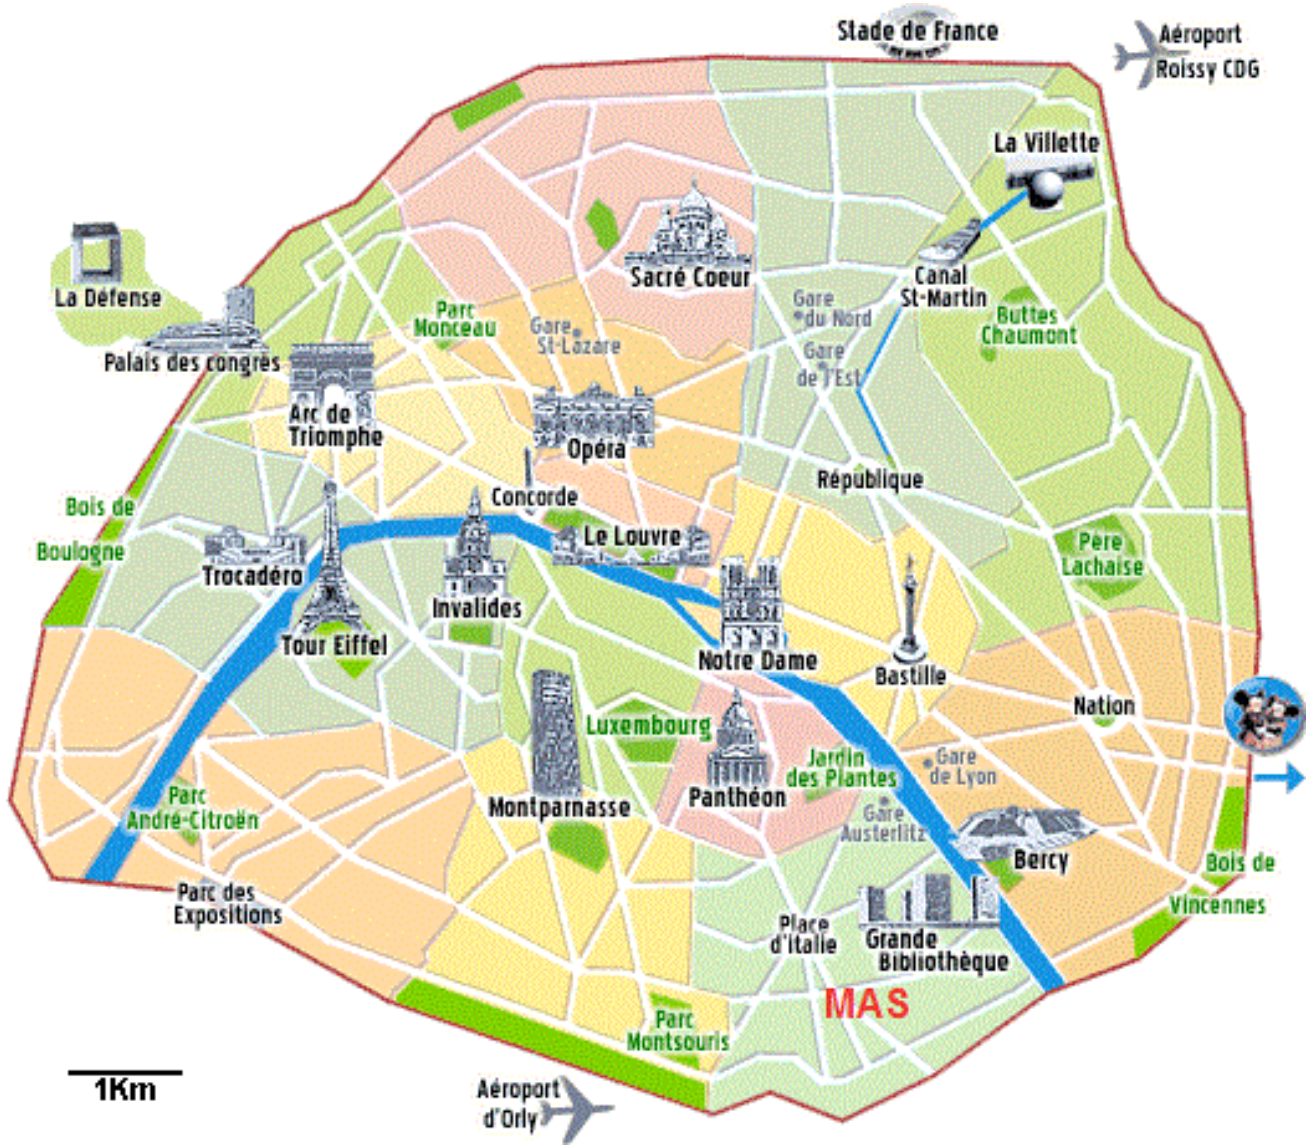 Stade de France
Aéroport
Roissy CDG
La Villette
La Défense
Sacré Coeur
Canal
St-Martin
Parc
Monceau
Gare
du Nord
Buttes
Chaumont
Gare
St-Lazare
Palais des congrès
Gare
de l'Est
Arc de
Triomphe
Opéra
République
Concorde
Bois de
Boulogne
Le Louvre
Père
Lachaise
Trocadéro
Invalides
Tour Eiffel
Notre Dame
Bastille
Nation
Luxembourg
Jardin
des Plantes
Gare
de Lyon
Montparnasse
Panthéon
Parc
André-Citroën
Gare
Austerlitz
Bercy
Bois de
Vincennes
Parc des
Expositions
Place
d'Italie
Grande
Bibliothèque
MAS
Parc
Montsouris
1Km
Aéroport
d'Orly